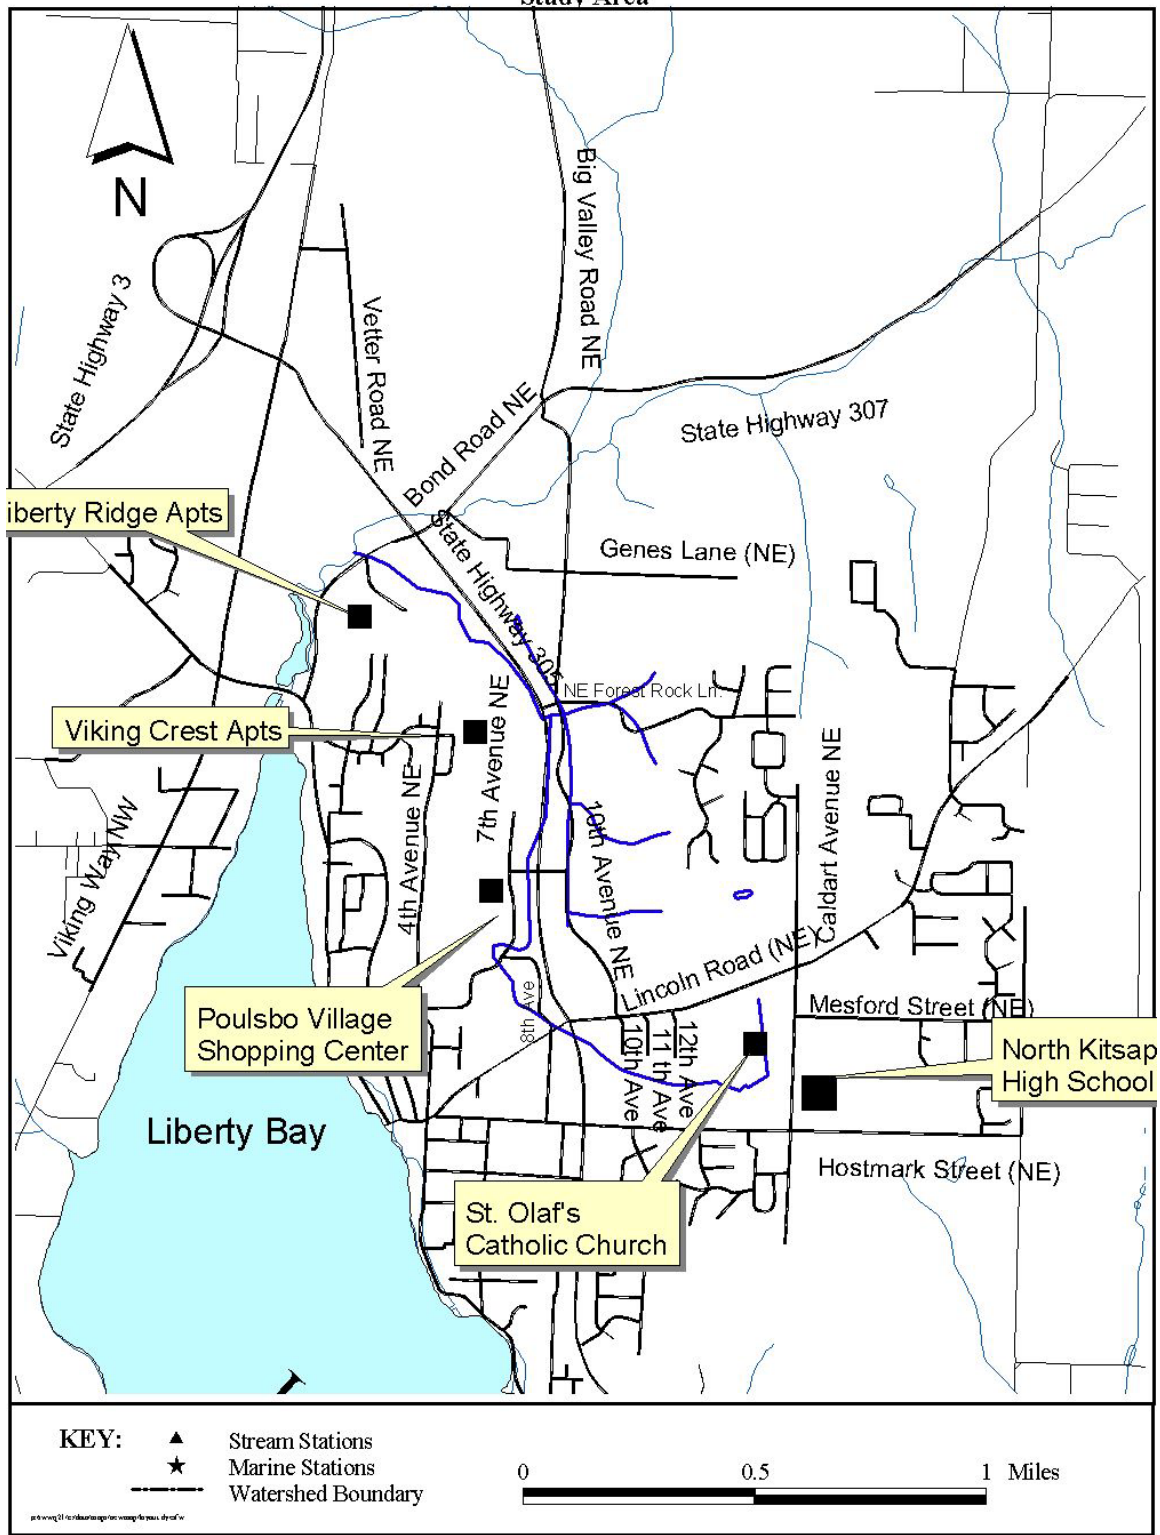 Study Area
N
State Highway 3
Vetter Road NE
Big Valley Road NE
Bond Road NE
State Highway 307
iberty Ridge Apts
State Highway 305
Genes Lane (NE)
NE Forest Rock Ln.
Viking Crest Apts
7th Avenue NE
4th Avenue NE
10th Avenue NE
Caldart Avenue NE
Viking Way NW
Lincoln Road (NE)
8th Ave
Mesford Street (NE)
Poulsbo Village
Shopping Center
10th Ave
11 th Ave
12th Ave
North Kitsap
High School
Liberty Bay
Hostmark Street (NE)
St. Olaf's
Catholic Church
KEY:
Stream Stations
Marine Stations
Watershed Boundary
0 0.5 1 Miles